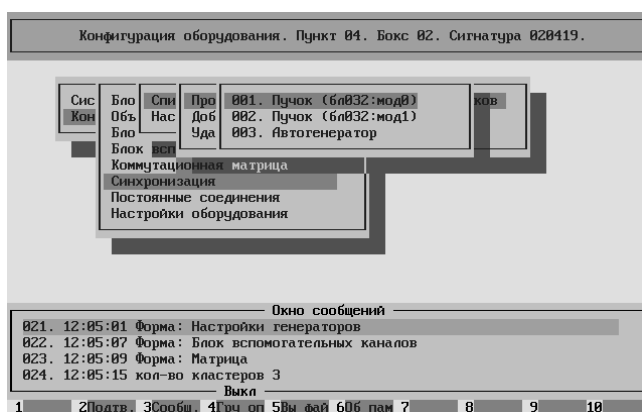 Конфигурация оборудования. Пункт 04. Бокс 02. Сигнатура 020419.
Сис Бло Спи Про 001. Пучок (бл032:мод0) ков
Кон Объ Нас Доб 002. Пучок (бл032:мод1)
Бло Уда 003. Автогенератор
Блок всп
Коммутационная матрица
Синхронизация
Постоянные соединения
Настройки оборудования
Окно сообщений
021. 12:05:01 Форма: Настройки генераторов
022. 12:05:07 Форма: Блок вспомогательных каналов
023. 12:05:09 Форма: Матрица
024. 12:05:15 кол-во кластеров 3
Выкл
1 2Подтв. 3Сообщ. 4Груч оп 5Вы фай 6Об пам 7 8 9 10